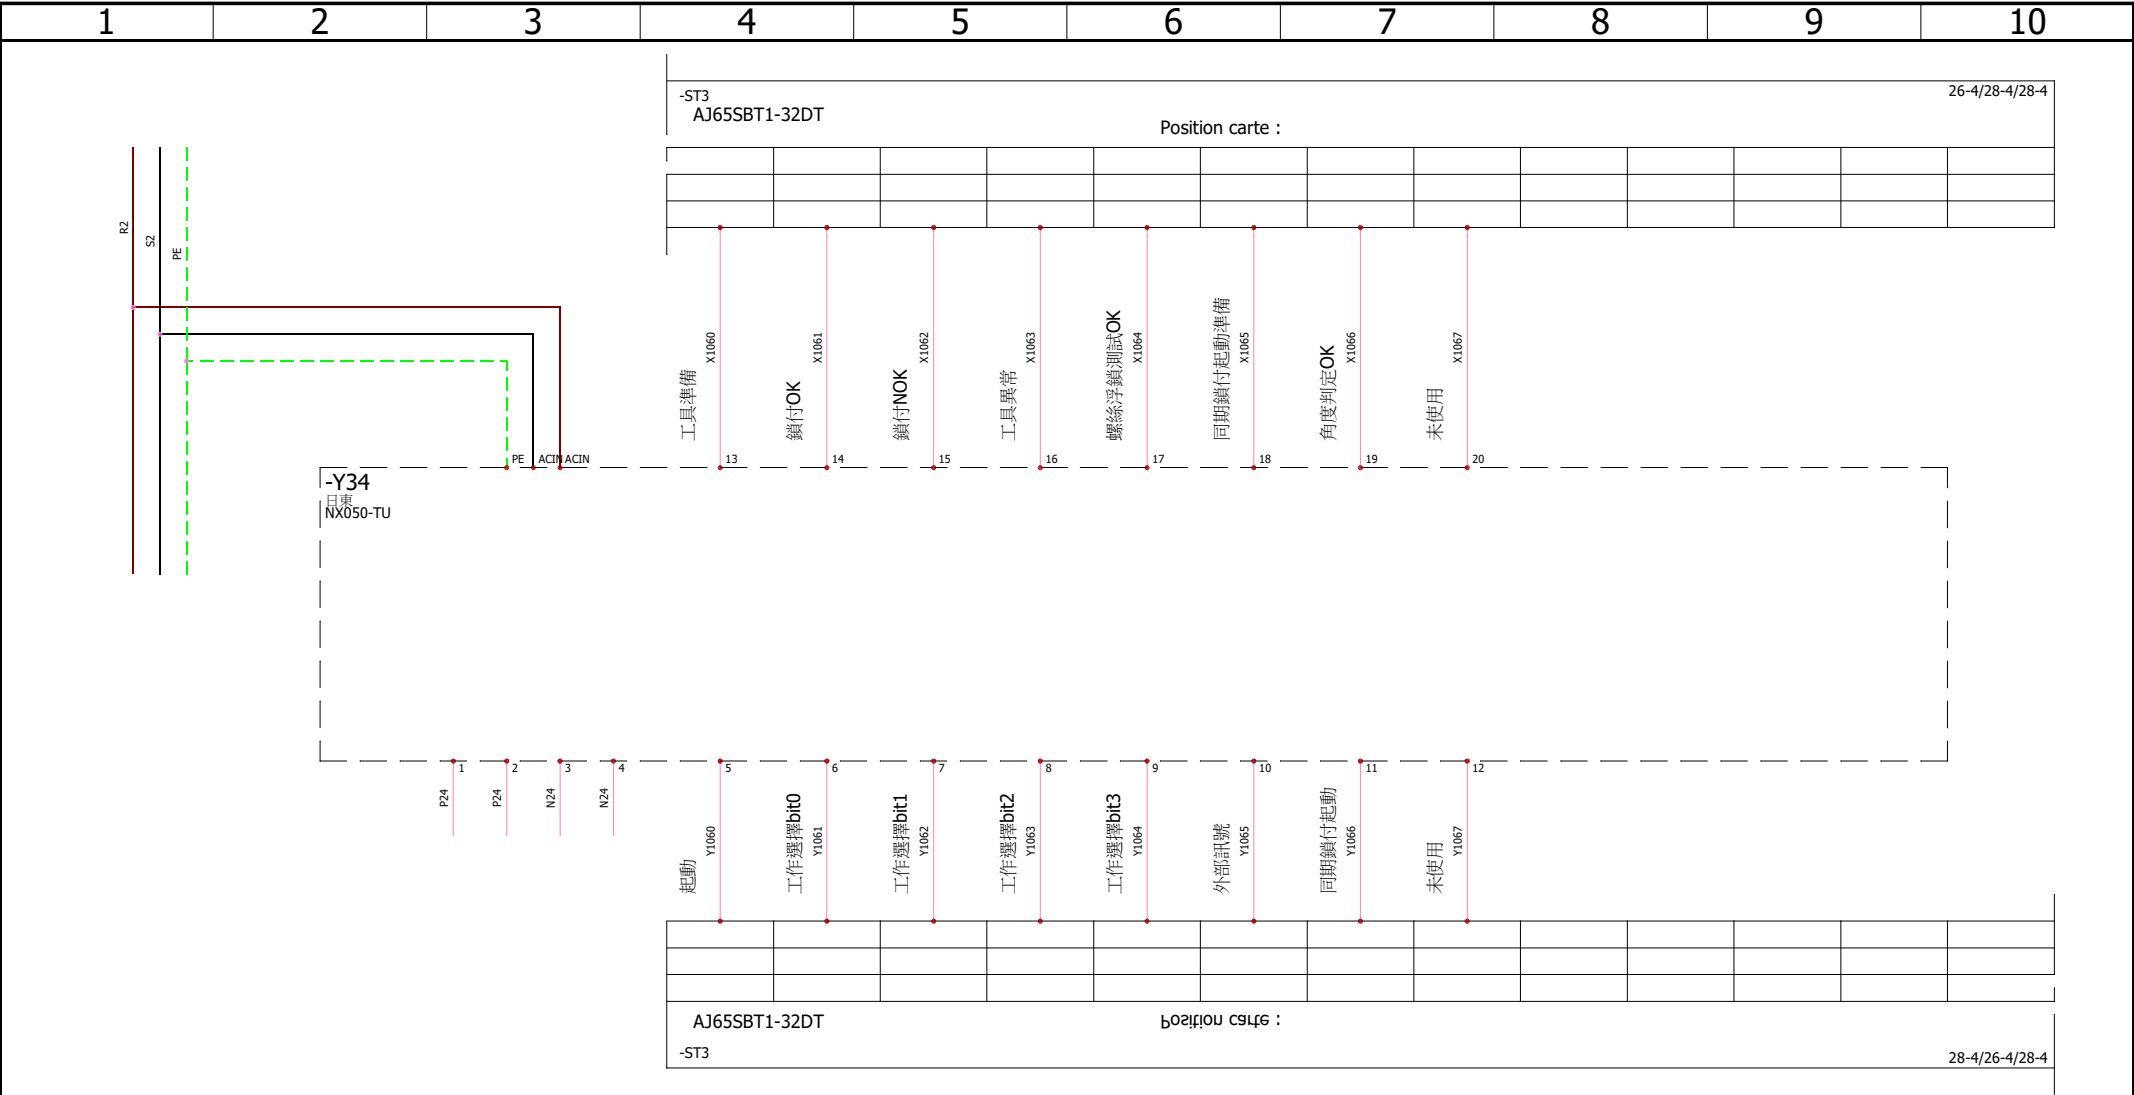 1 2 3 4 5 6 7 8 9 10
-ST3 26-4/28-4/28-4
AJ65SBT1-32DT
Position carte :
R2
S2
PE
工具準備
X1060
鎖付OK
X1061
鎖付NOK
X1062
工具異常
X1063
螺絲浮鎖測試OK
X1064
同期鎖付起動準備
X1065
角度判定OK
X1066
未使用
X1067
PE ACIN ACIN 13 14 15 16 17 18 19 20
-Y34
日東
NX050-TU
1 2 3 4 5 6 7 8 9 10 11 12
P24
P24
N24
N24
起動
Y1060
工作選擇bit0
Y1061
工作選擇bit1
Y1062
工作選擇bit2
Y1063
工作選擇bit3
Y1064
外部訊號
Y1065
同期鎖付起動
Y1066
未使用
Y1067
AJ65SBT1-32DT
Position carte :
-ST3 28-4/26-4/28-4